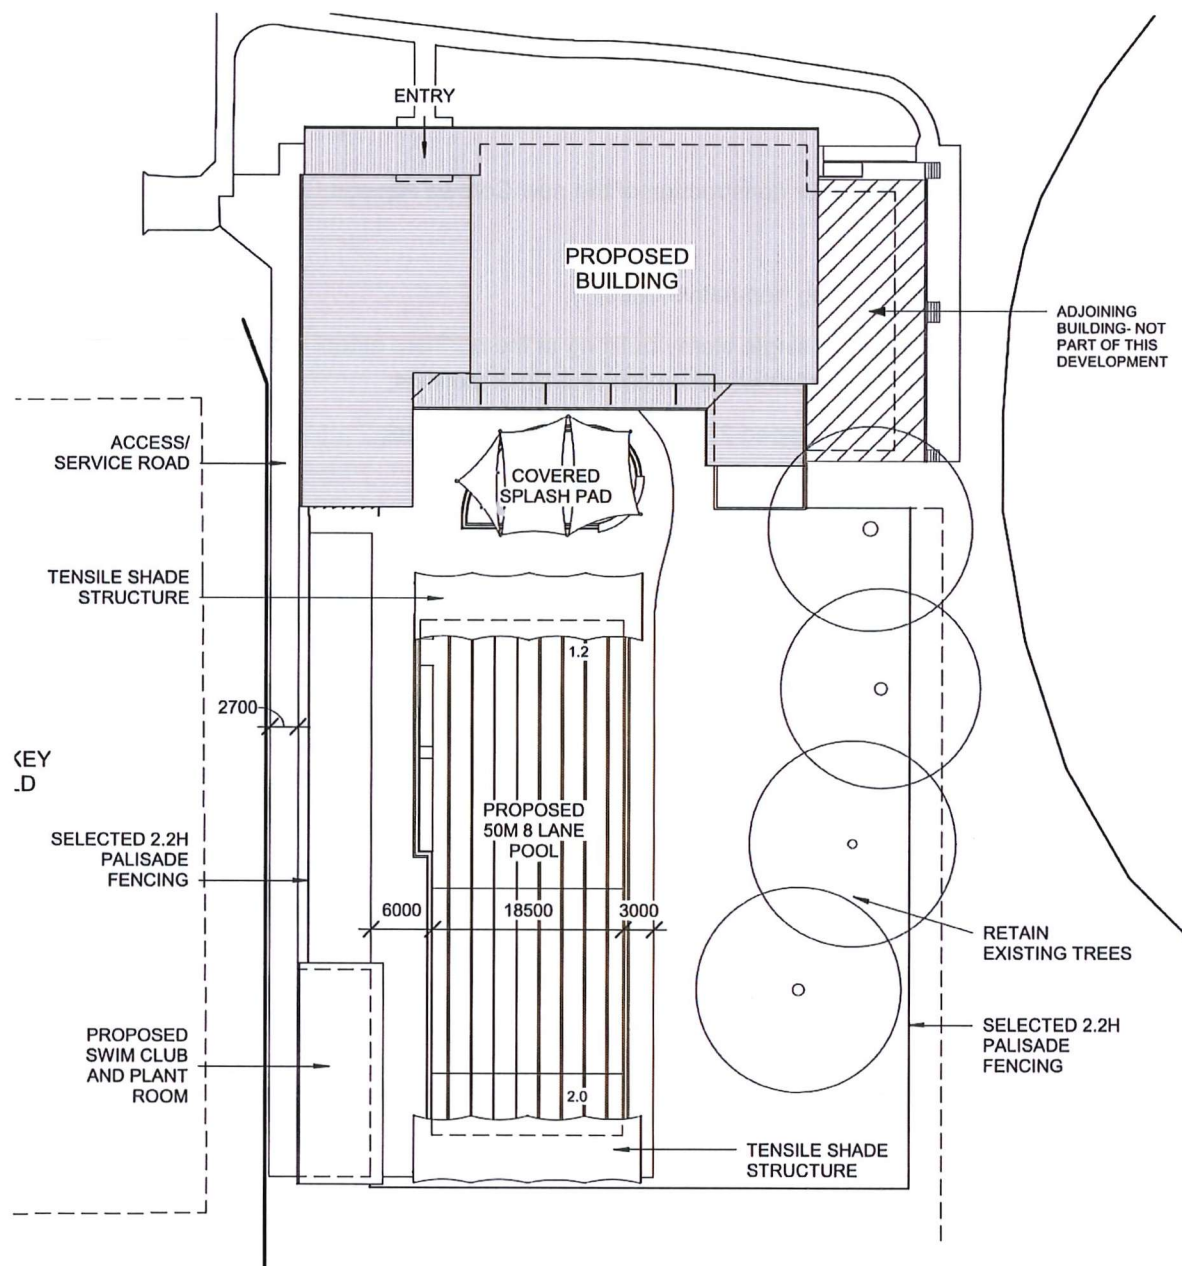 ENTRY
PROPOSED
BUILDING
ADJOINING
BUILDING- NOT
PART OF THIS
DEVELOPMENT
ACCESS/
SERVICE ROAD
COVERED
SPLASH PAD
TENSILE SHADE
STRUCTURE
1.2
2700
KEY
LD
PROPOSED
50M 8 LANE
POOL
SELECTED 2.2H
PALISADE
FENCING
6000
18500
3000
RETAIN
EXISTING TREES
SELECTED 2.2H
PALISADE
FENCING
PROPOSED
SWIM CLUB
AND PLANT
ROOM
2.0
TENSILE SHADE
STRUCTURE